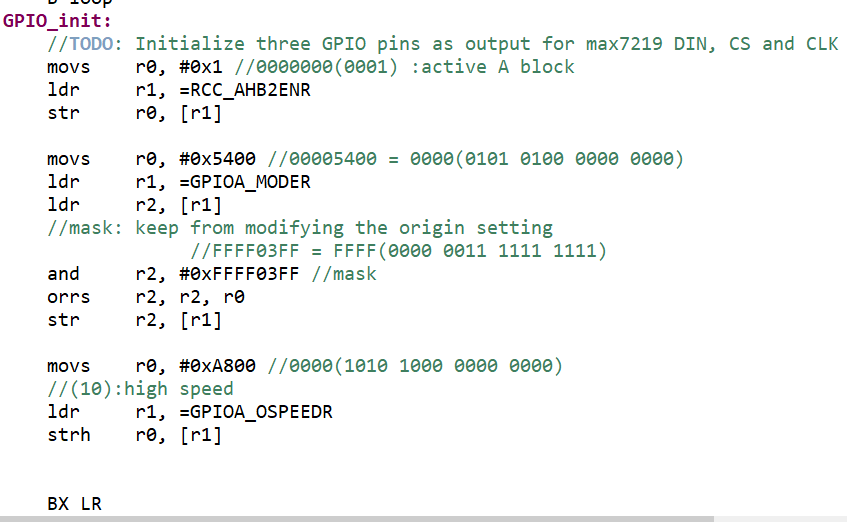 B loop
GPIO_init:
//TODO: Initialize three GPIO pins as output for max7219 DIN, CS and CLK
movs r0, #0x1 //0000000(0001) :active A block
ldr r1, =RCC_AHB2ENR
str r0, [r1]
movs r0, #0x5400 //00005400 = 0000(0101 0100 0000 0000)
ldr r1, =GPIOA_MODER
ldr r2, [r1]
//mask: keep from modifying the origin setting
//FFFF03FF = FFFF(0000 0011 1111 1111)
and r2, #0xFFFF03FF //mask
orrs r2, r2, r0
str r2, [r1]
movs r0, #0xA800 //0000(1010 1000 0000 0000)
//(10):high speed
ldr r1, =GPIOA_OSPEEDR
strh r0, [r1]
BX LR